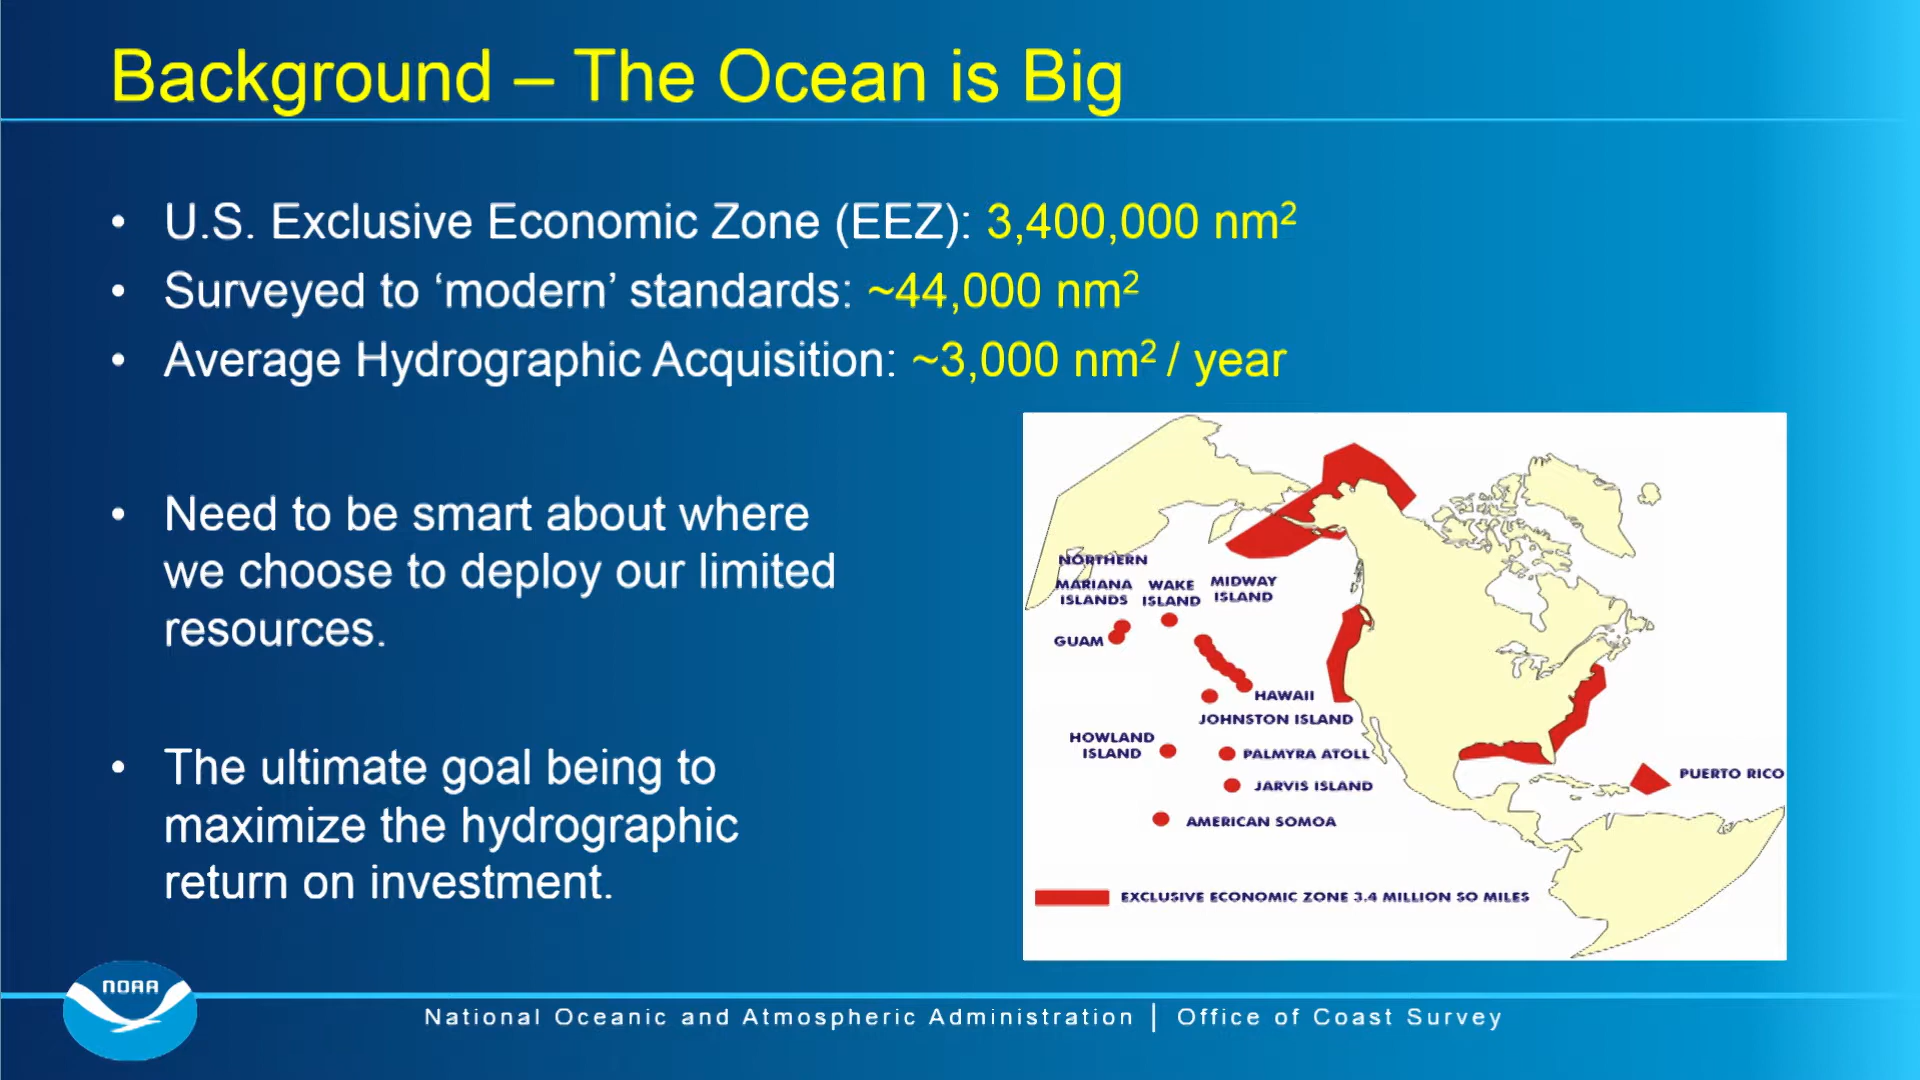 Background – The Ocean is Big
• U.S. Exclusive Economic Zone (EEZ): 3,400,000 nm²
• Surveyed to ‘modern’ standards: ~44,000 nm²
• Average Hydrographic Acquisition: ~3,000 nm² / year
• Need to be smart about where
we choose to deploy our limited
resources.
• The ultimate goal being to
maximize the hydrographic
return on investment.
NORTHERN
MARIANA
ISLANDS
WAKE
ISLAND
MIDWAY
ISLAND
GUAM
HAWAII
JOHNSTON ISLAND
HOWLAND
ISLAND
PALMYRA ATOLL
JARVIS ISLAND
AMERICAN SOMOA
PUERTO RICO
EXCLUSIVE ECONOMIC ZONE 3.4 MILLION SQ MILES
NOAA
National Oceanic and Atmospheric Administration | Office of Coast Survey